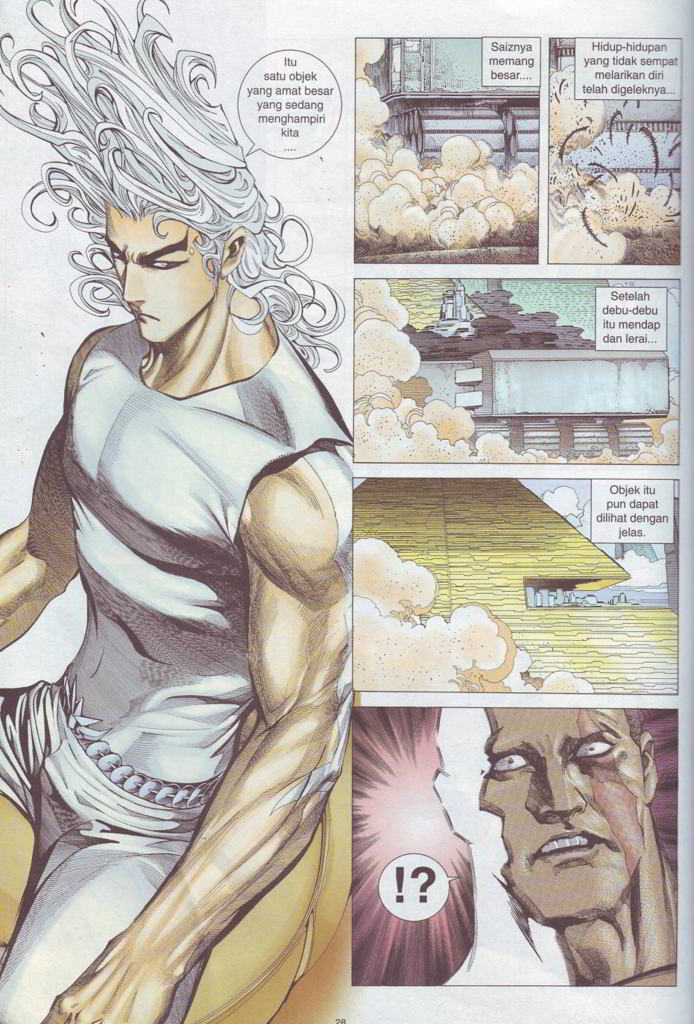 Itu
satu objek
yang amat besar
yang sedang
menghampiri
kita
....
Saiznya
memang
besar....
Hidup-hidupan
yang tidak sempat
melarikan diri
telah digeleknya...
Setelah
debu-debu
itu mendap
dan lerai...
Objek itu
pun dapat
dilihat dengan
jelas.
!?
28